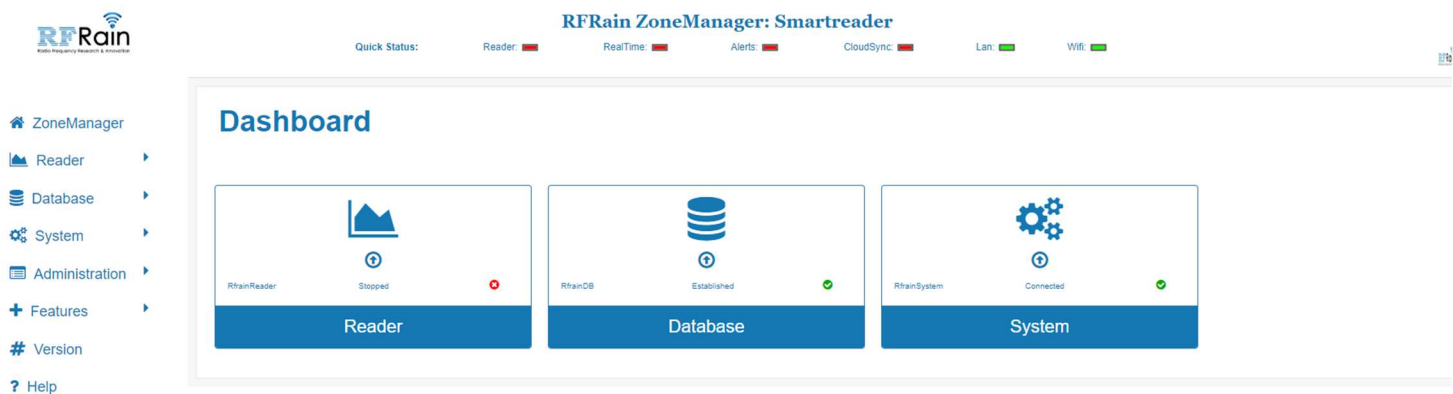 RFRain
Radio Frequency Research & Innovation
RFRain ZoneManager: Smartreader
Quick Status: Reader: RealTime: Alerts: CloudSync: Lan: Wifi:
ZoneManager
Reader
Database
System
Administration
Features
# Version
? Help
Dashboard
RfrainReader Stopped
Reader
RfrainDB Established
Database
RfrainSystem Connected
System